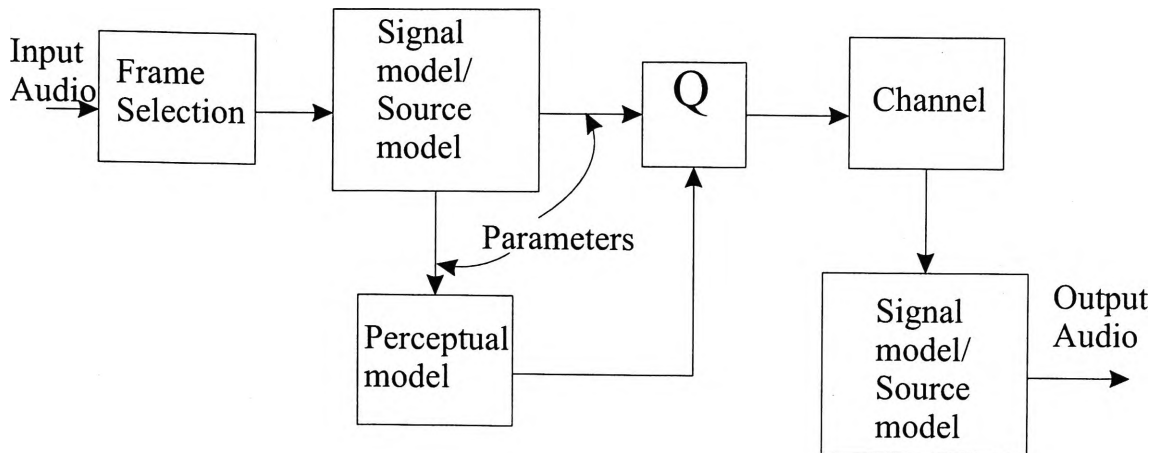 Input
Audio
Frame
Selection
Signal
model/
Source
model
Q
Channel
Parameters
Perceptual
model
Signal
model/
Source
model
Output
Audio